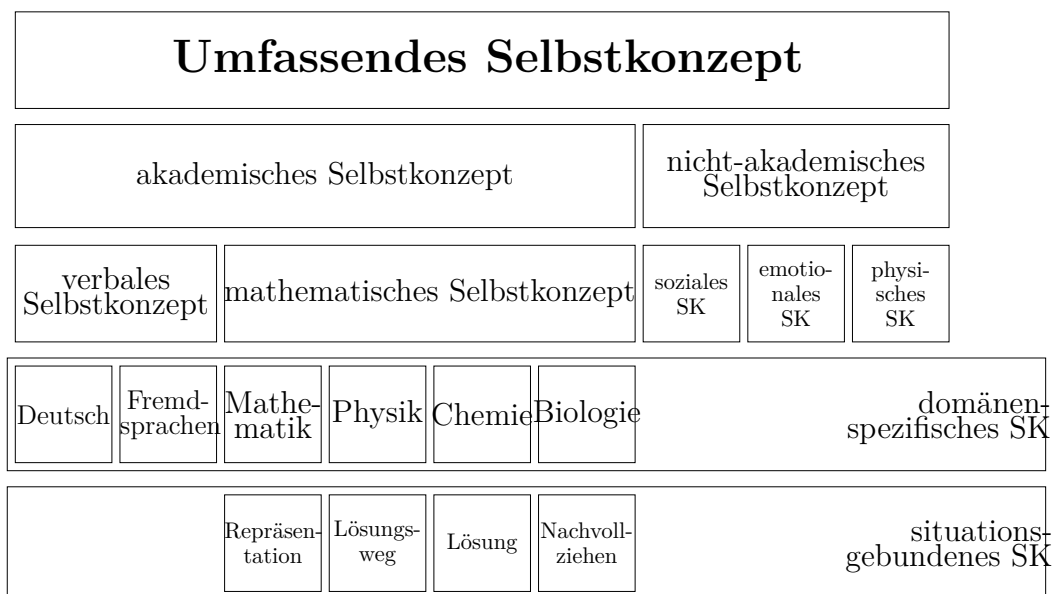 Umfassendes Selbstkonzept
akademisches Selbstkonzept
nicht-akademisches
Selbstkonzept
verbales
Selbstkonzept
mathematisches Selbstkonzept
soziales
SK
emotio-
nales
SK
physi-
sches
SK
Deutsch
Fremd-
sprachen
Mathe-
matik
Physik
Chemie
Biologie
domänen-
spezifisches SK
Repräsen-
tation
Lösungs-
weg
Lösung
Nachvoll-
ziehen
situations-
gebundenes SK